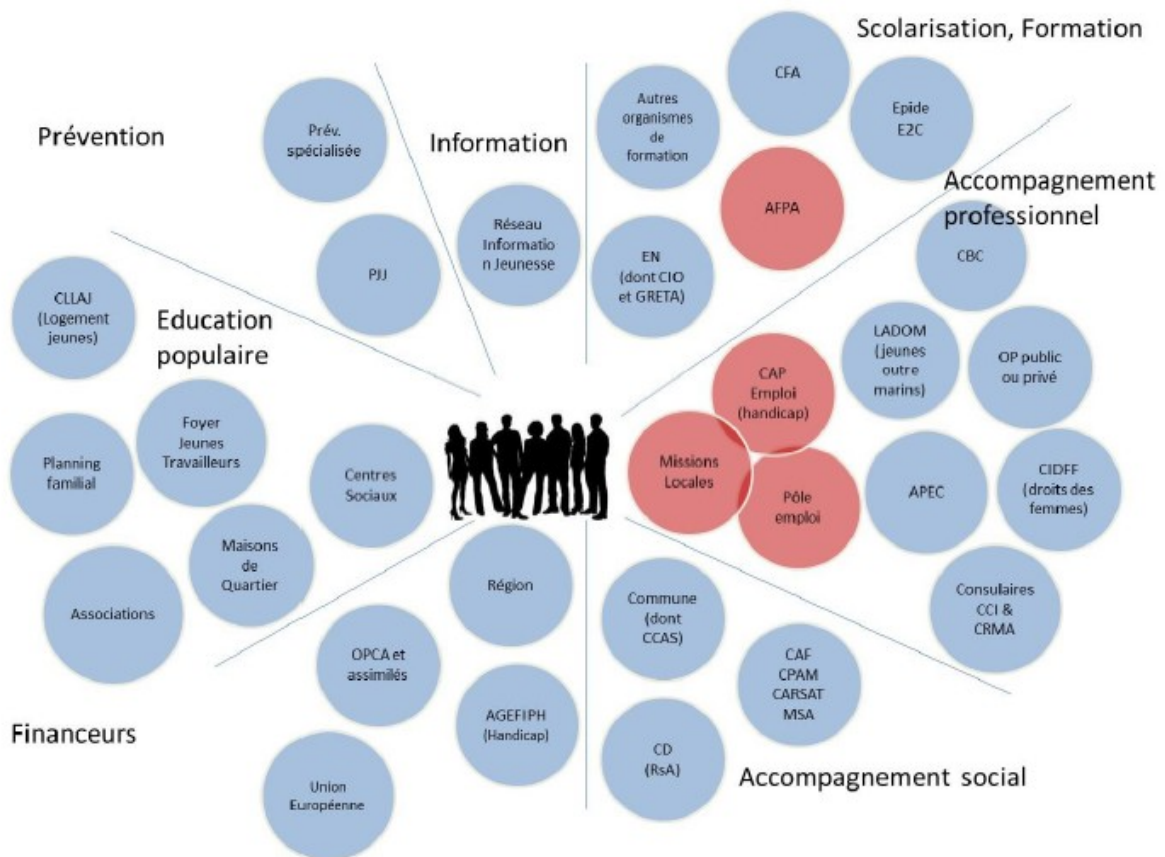 Scolarisation, Formation
CFA
Autres
organismes
de
formation
Epide
E2C
AFPA
EN
(dont CIO
et GRETA)
Information
Réseau
Informatio
n Jeunesse
Prévention
Prév.
spécialisée
PJJ
Accompagnement
professionnel
CBC
LADOM
(jeunes
outre
marins)
OP public
ou privé
CAP
Emploi
(handicap)
Missions
Locales
Pôle
emploi
APEC
CIDFF
(droits des
femmes)
Consulaires
CCI &
CRMA
CLLAJ
(Logement
jeunes)
Education
populaire
Foyer
Jeunes
Travailleurs
Planning
familial
Centres
Sociaux
Maisons
de
Quartier
Associations
Région
OPCA et
assimilés
AGEFIPH
(Handicap)
Financeurs
Union
Européenne
Commune
(dont
CCAS)
CAF
CPAM
CARSAT
MSA
CD
(RsA)
Accompagnement social